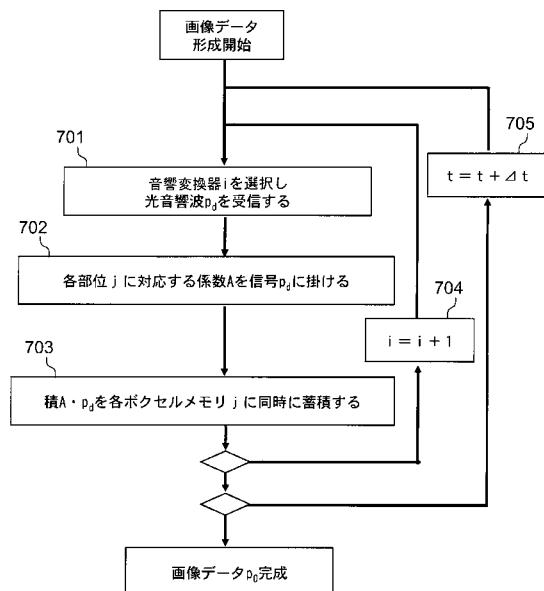 画像データ
形成開始
705
t = t + Δt
701
音響変換器iを選択し
光音響波pdを受信する
702
各部位jに対応する係数Aを信号pdに掛ける
704
i = i + 1
703
積A・pdを各ボクセルメモリjに同時に蓄積する
画像データp0完成